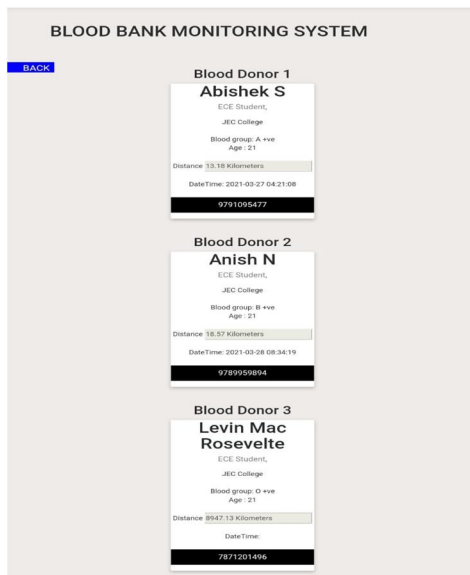 BLOOD BANK MONITORING SYSTEM
BACK
Blood Donor 1
Abishek S
ECE Student,
JEC College
Blood group: A +ve
Age : 21
Distance 13.18 Kilometers
DateTime: 2021-03-27 04:21:08
9791095477
Blood Donor 2
Anish N
ECE Student,
JEC College
Blood group: B +ve
Age : 21
Distance 18.57 Kilometers
DateTime: 2021-03-28 08:34:19
9789959894
Blood Donor 3
Levin Mac
Rosevelte
ECE Student,
JEC College
Blood group: O +ve
Age : 21
Distance 8947.13 Kilometers
DateTime:
7871201496